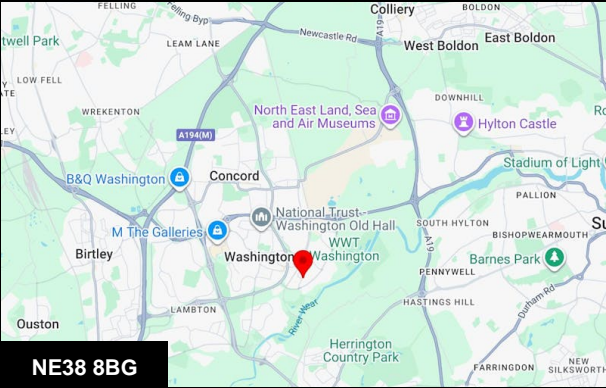 FELLING
Felling Byp
Colliery
BOLDON
twell Park
LEAM LANE
Newcastle Rd
A19
West Boldon
East Boldon
LOW FELL
WREKENTON
DOWNHILL
North East Land, Sea
and Air Museums
Hylton Castle
A194(M)
LEY
Stadium of Light
B&Q Washington
Concord
PALLION
National Trust-
Washington Old Hall
M The Galleries
SOUTH HYLTON
BISHOPWEARMOUTH
Su
WWT
Washington
Birtley
Washington
A19
PENNYWELL
Barnes Park
LAMBTON
River Wear
HASTINGS HILL
Durham Rd
Ouston
Herrington
Country Park
NE38 8BG
FARRINGDON
NEW
SILKSWORTH